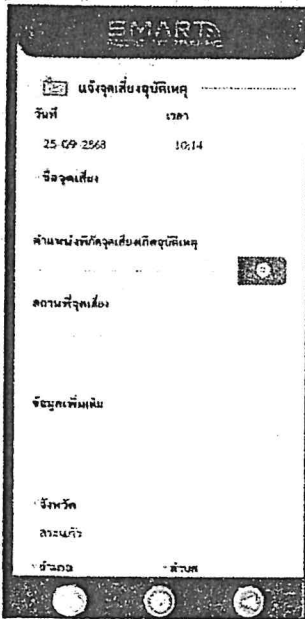 SMART
แจ้งจุดเสี่ยงอุบัติเหตุ
วันที่ เวลา
25-09-2568 10:14
ชื่อจุดเสี่ยง
ตำแหน่งพิกัดจุดเสี่ยงเกิดอุบัติเหตุ
สถานที่จุดเสี่ยง
ข้อมูลเพิ่มเติม
จังหวัด
สระแก้ว
อำเภอ ตำบล